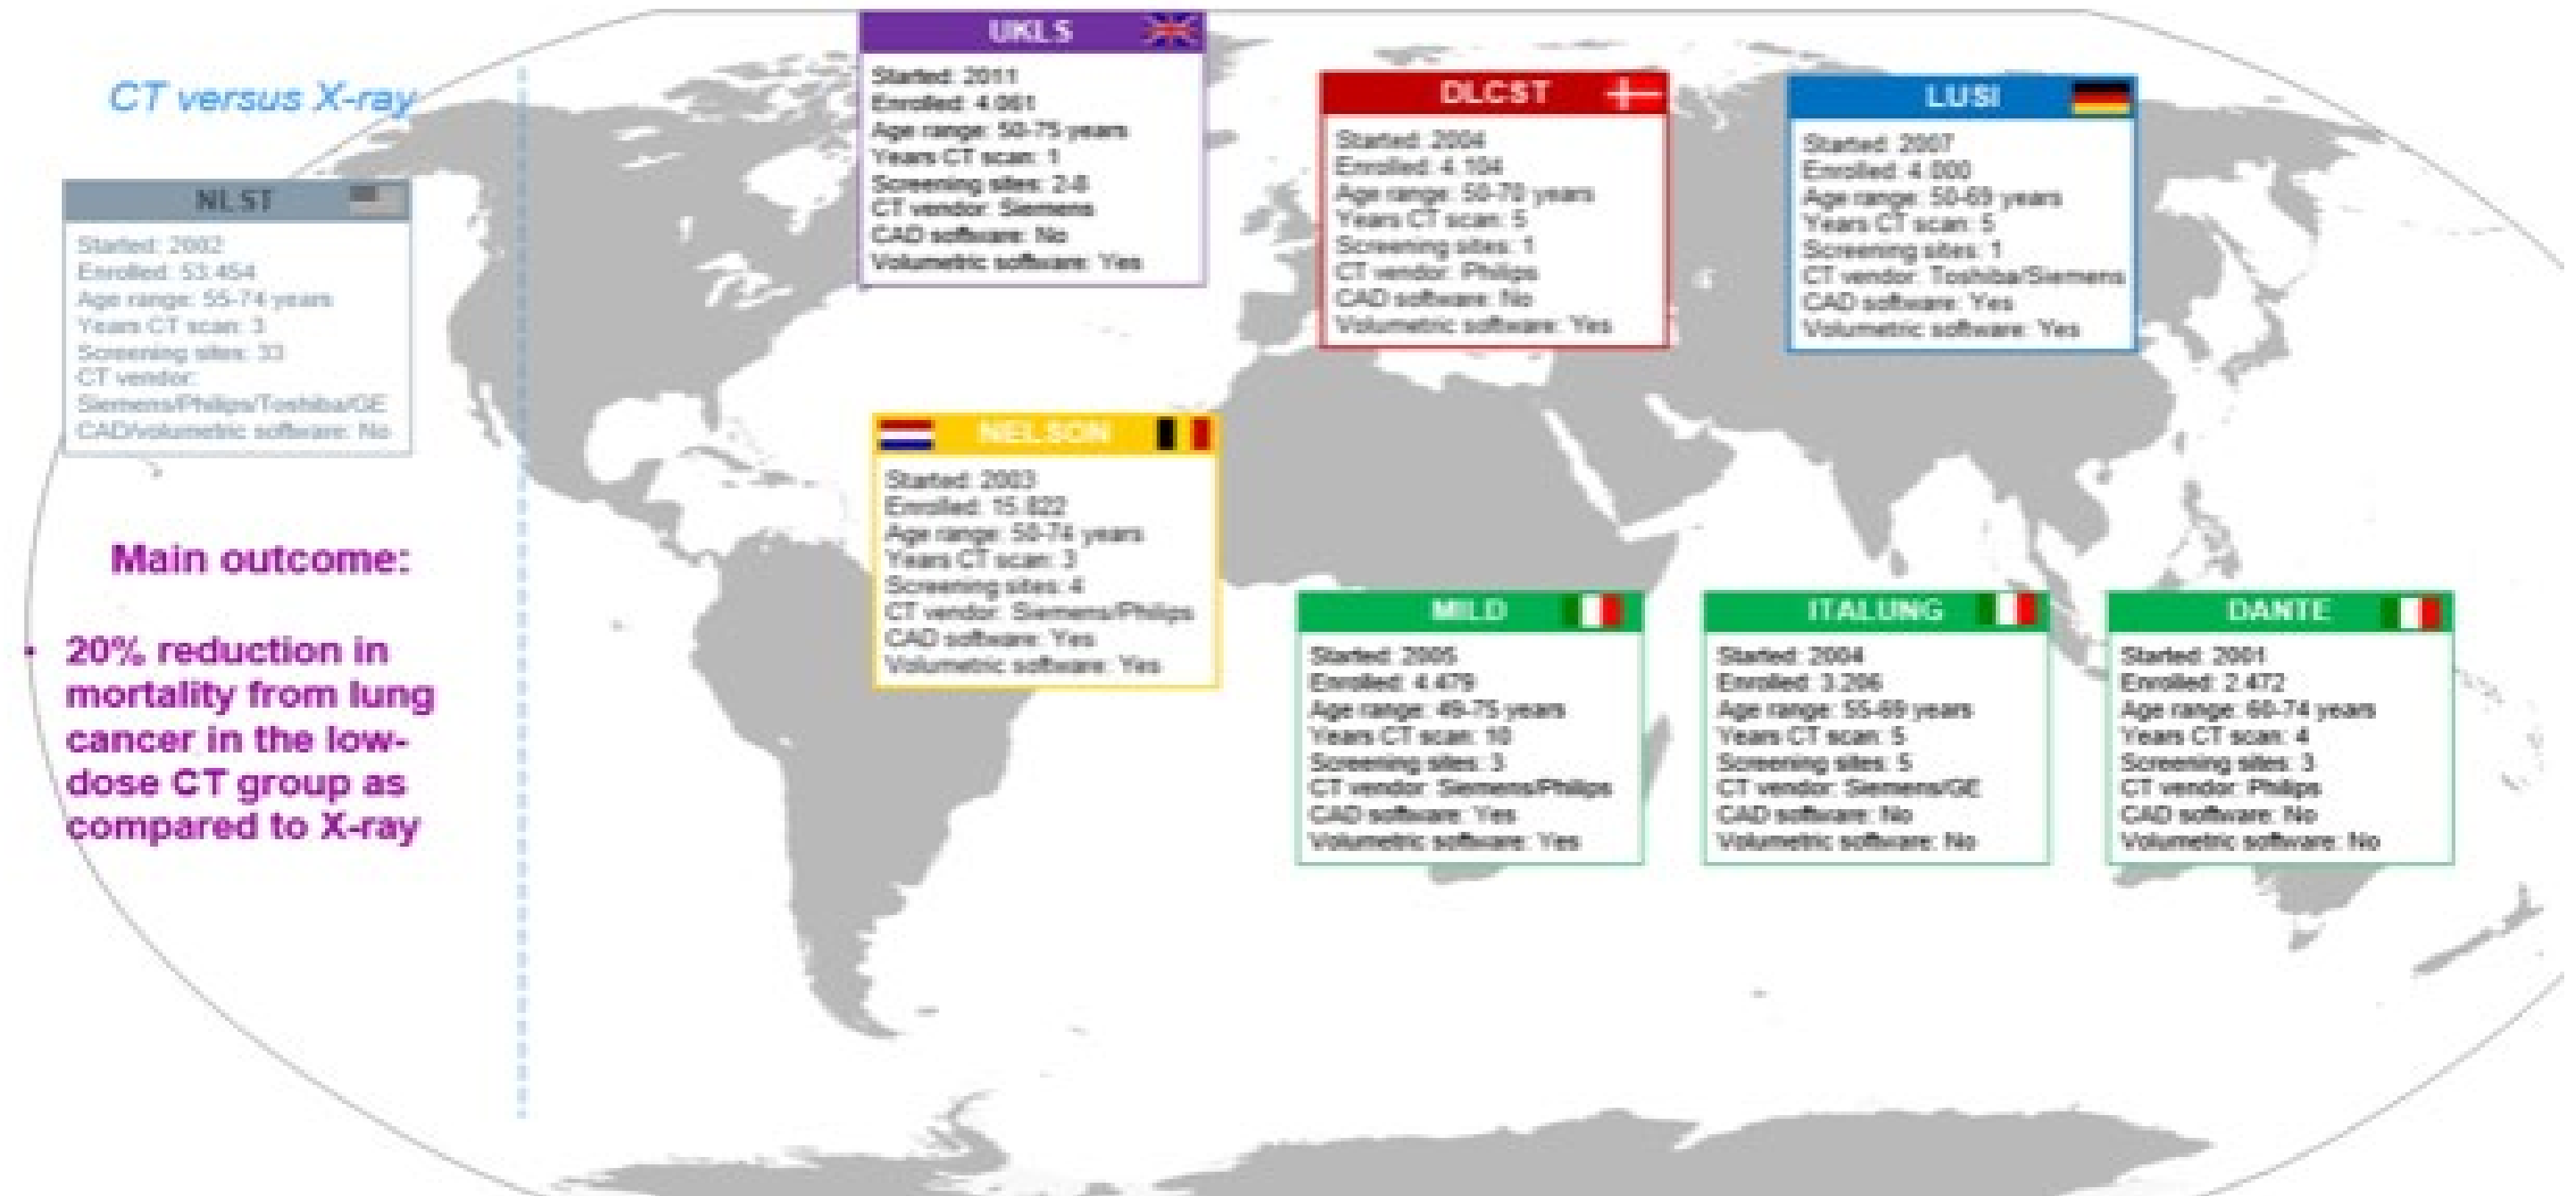 CT versus X-ray
NLST
Started: 2002
Enrolled: 53.454
Age range: 55-74 years
Years CT scan: 3
Screening sites: 33
CT vendor:
Siemens/Philips/Toshiba/GE
CAD/volumetric software: No
Main outcome:
• 20% reduction in
mortality from lung
cancer in the low-
dose CT group as
compared to X-ray
UKLS
Started: 2011
Enrolled: 4.061
Age range: 50-75 years
Years CT scan: 1
Screening sites: 2-8
CT vendor: Siemens
CAD software: No
Volumetric software: Yes
DLCST
Started: 2004
Enrolled: 4.104
Age range: 50-70 years
Years CT scan: 5
Screening sites: 1
CT vendor: Philips
CAD software: No
Volumetric software: Yes
LUSI
Started: 2007
Enrolled: 4.000
Age range: 50-69 years
Years CT scan: 5
Screening sites: 1
CT vendor: Toshiba/Siemens
CAD software: Yes
Volumetric software: Yes
NELSON
Started: 2003
Enrolled: 15.822
Age range: 50-74 years
Years CT scan: 3
Screening sites: 4
CT vendor: Siemens/Philips
CAD software: Yes
Volumetric software: Yes
MILD
Started: 2005
Enrolled: 4.479
Age range: 49-75 years
Years CT scan: 10
Screening sites: 3
CT vendor: Siemens/Philips
CAD software: Yes
Volumetric software: Yes
ITALUNG
Started: 2004
Enrolled: 3.206
Age range: 55-69 years
Years CT scan: 5
Screening sites: 5
CT vendor: Siemens/GE
CAD software: No
Volumetric software: No
DANTE
Started: 2001
Enrolled: 2.472
Age range: 60-74 years
Years CT scan: 4
Screening sites: 3
CT vendor: Philips
CAD software: No
Volumetric software: No